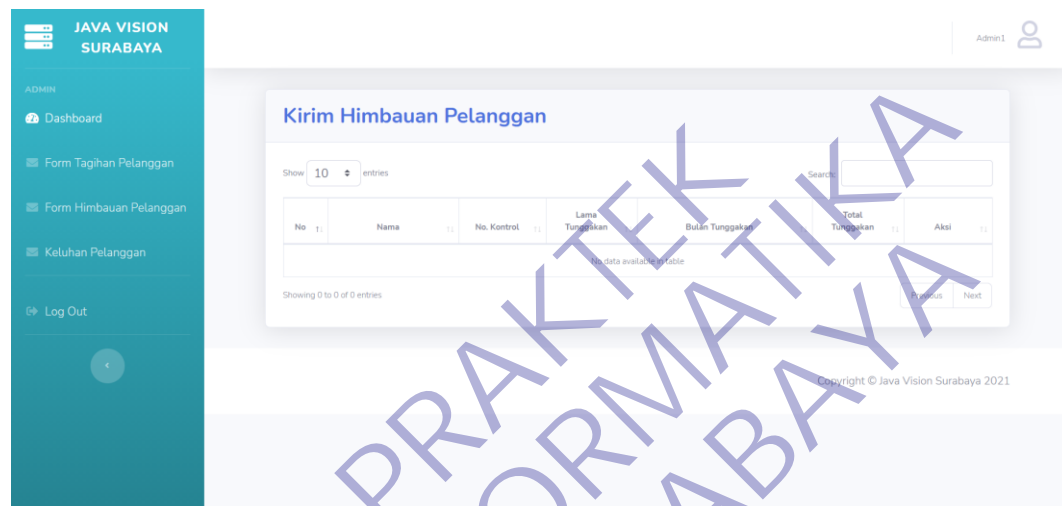 JAVA VISION
SURABAYA
Admin1
ADMIN
Dashboard
Form Tagihan Pelanggan
Form Himbauan Pelanggan
Keluhan Pelanggan
Log Out
Kirim Himbauan Pelanggan
Show 10 entries
Search:
No Nama No. Kontrol Lama Tunggakan Bulan Tunggakan Total Tunggakan Aksi
No data available in table
Showing 0 to 0 of 0 entries
Previous Next
Copyright © Java Vision Surabaya 2021
PRAKTEK
ORMATIKA
ABAYA